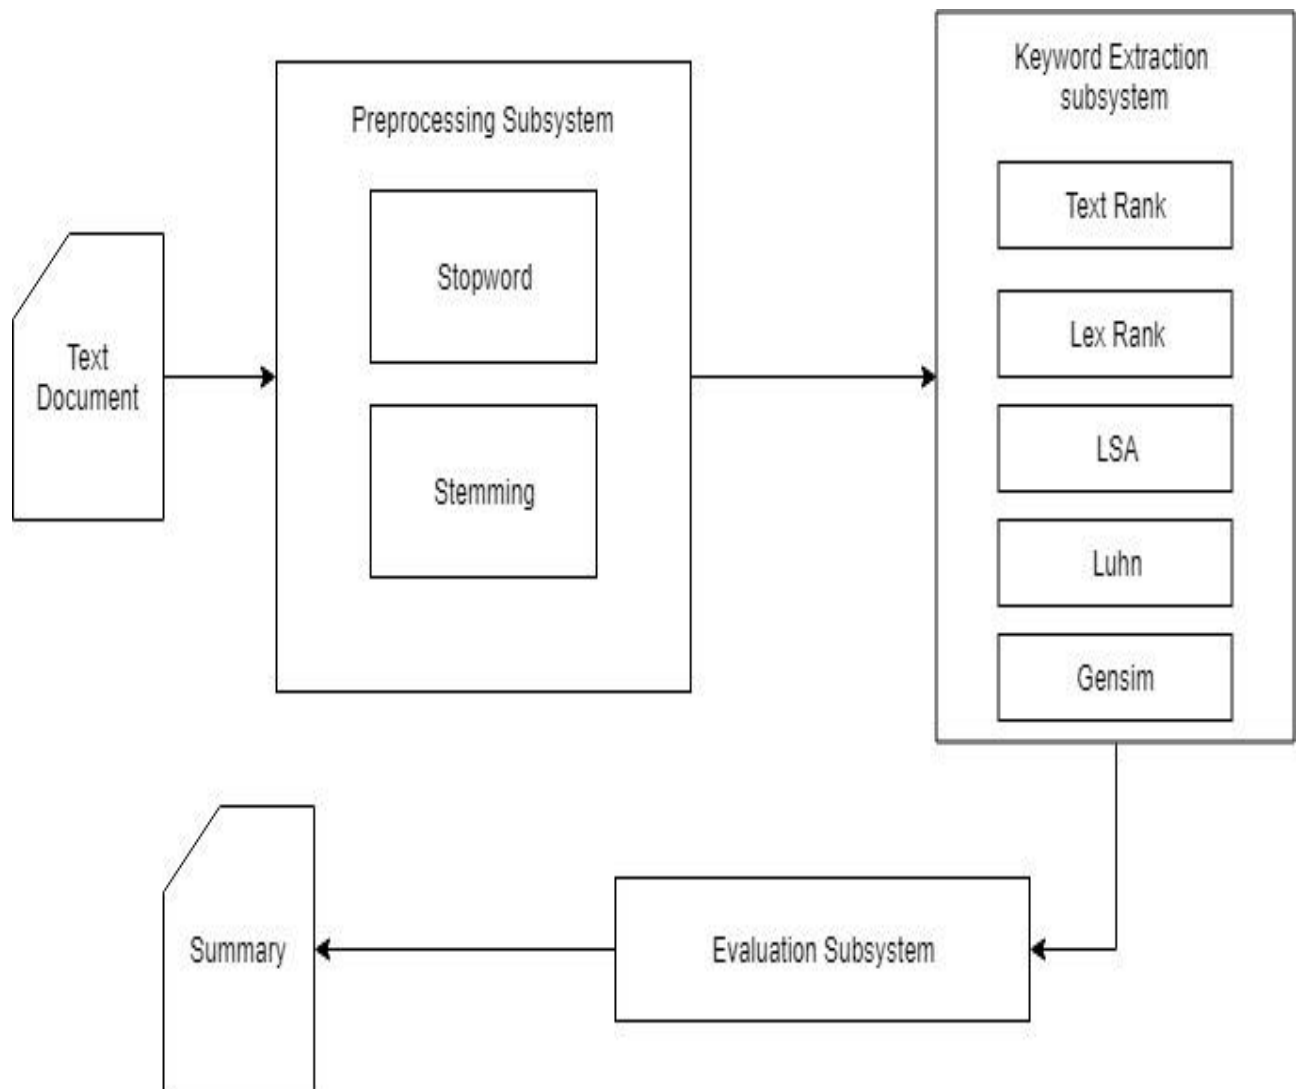 Text
Document
Preprocessing Subsystem
Stopword
Stemming
Keyword Extraction
subsystem
Text Rank
Lex Rank
LSA
Luhn
Gensim
Evaluation Subsystem
Summary